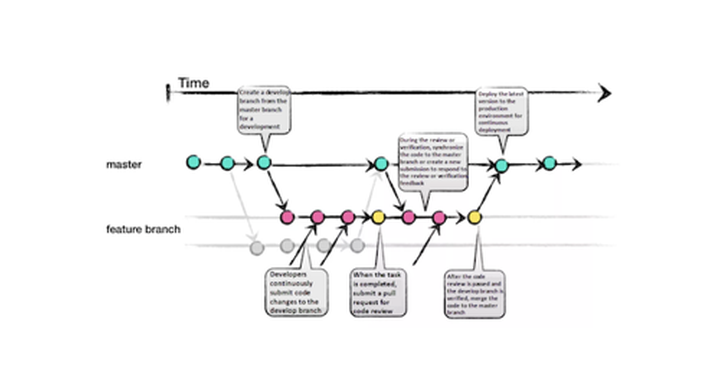 Time
Create a develop
branch from the
master branch
for a
development
Deploy the latest
version to the
production
environment for
continuous
deployment
During the review or
verification, synchronize
the code to the master
branch or create a new
submission to respond to
the review or verification
feedback
master
feature branch
Developers
continuously
submit code
changes to the
develop branch
When the task
is completed,
submit a pull
request for
code review
After the code
review is passed and
the develop branch is
verified, merge the
code to the master
branch